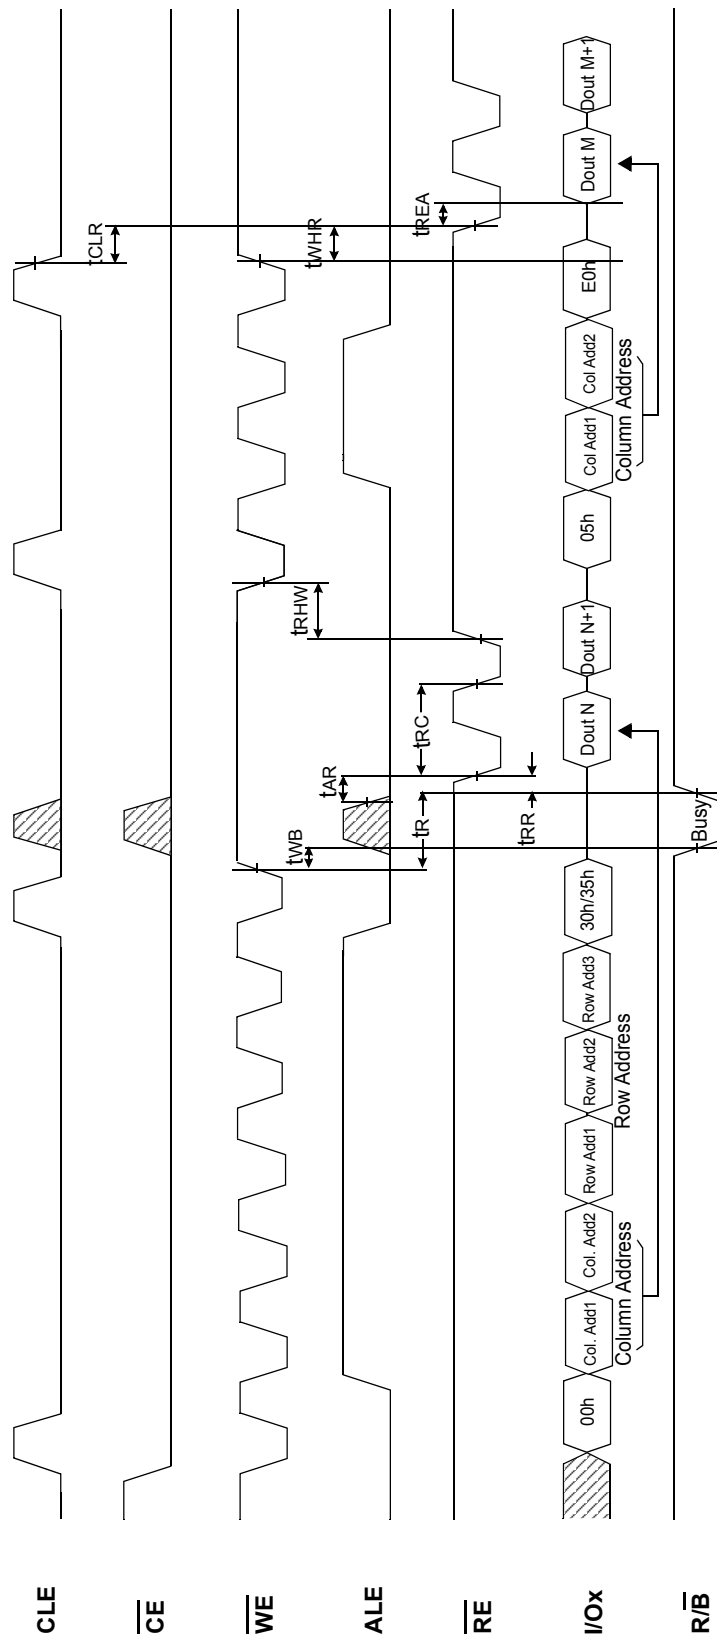 CLE
tCLR
CE
WE
tWB
tRHW
tWHR
ALE
tAR
tR
tRC
tREA
RE
tRR
I/Ox
00h
Col. Add1
Col. Add2
Row Add1
Row Add2
Row Add3
30h/35h
Dout N
Dout N+1
05h
Col Add1
Col Add2
E0h
Dout M
Dout M+1
Column Address
Row Address
Column Address
R/B
Busy